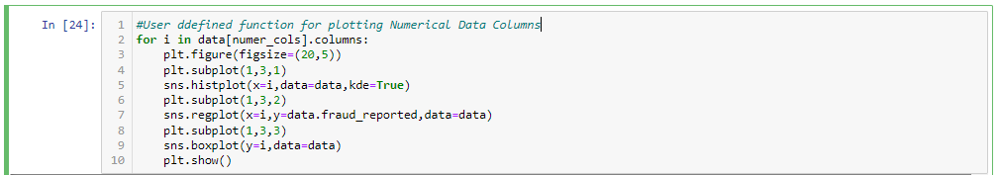 In [24]:
1 #User ddefined function for plotting Numerical Data Columns
2 for i in data[numer_cols].columns:
3     plt.figure(figsize=(20,5))
4     plt.subplot(1,3,1)
5     sns.histplot(x=i,data=data,kde=True)
6     plt.subplot(1,3,2)
7     sns.regplot(x=i,y=data.fraud_reported,data=data)
8     plt.subplot(1,3,3)
9     sns.boxplot(y=i,data=data)
10     plt.show()